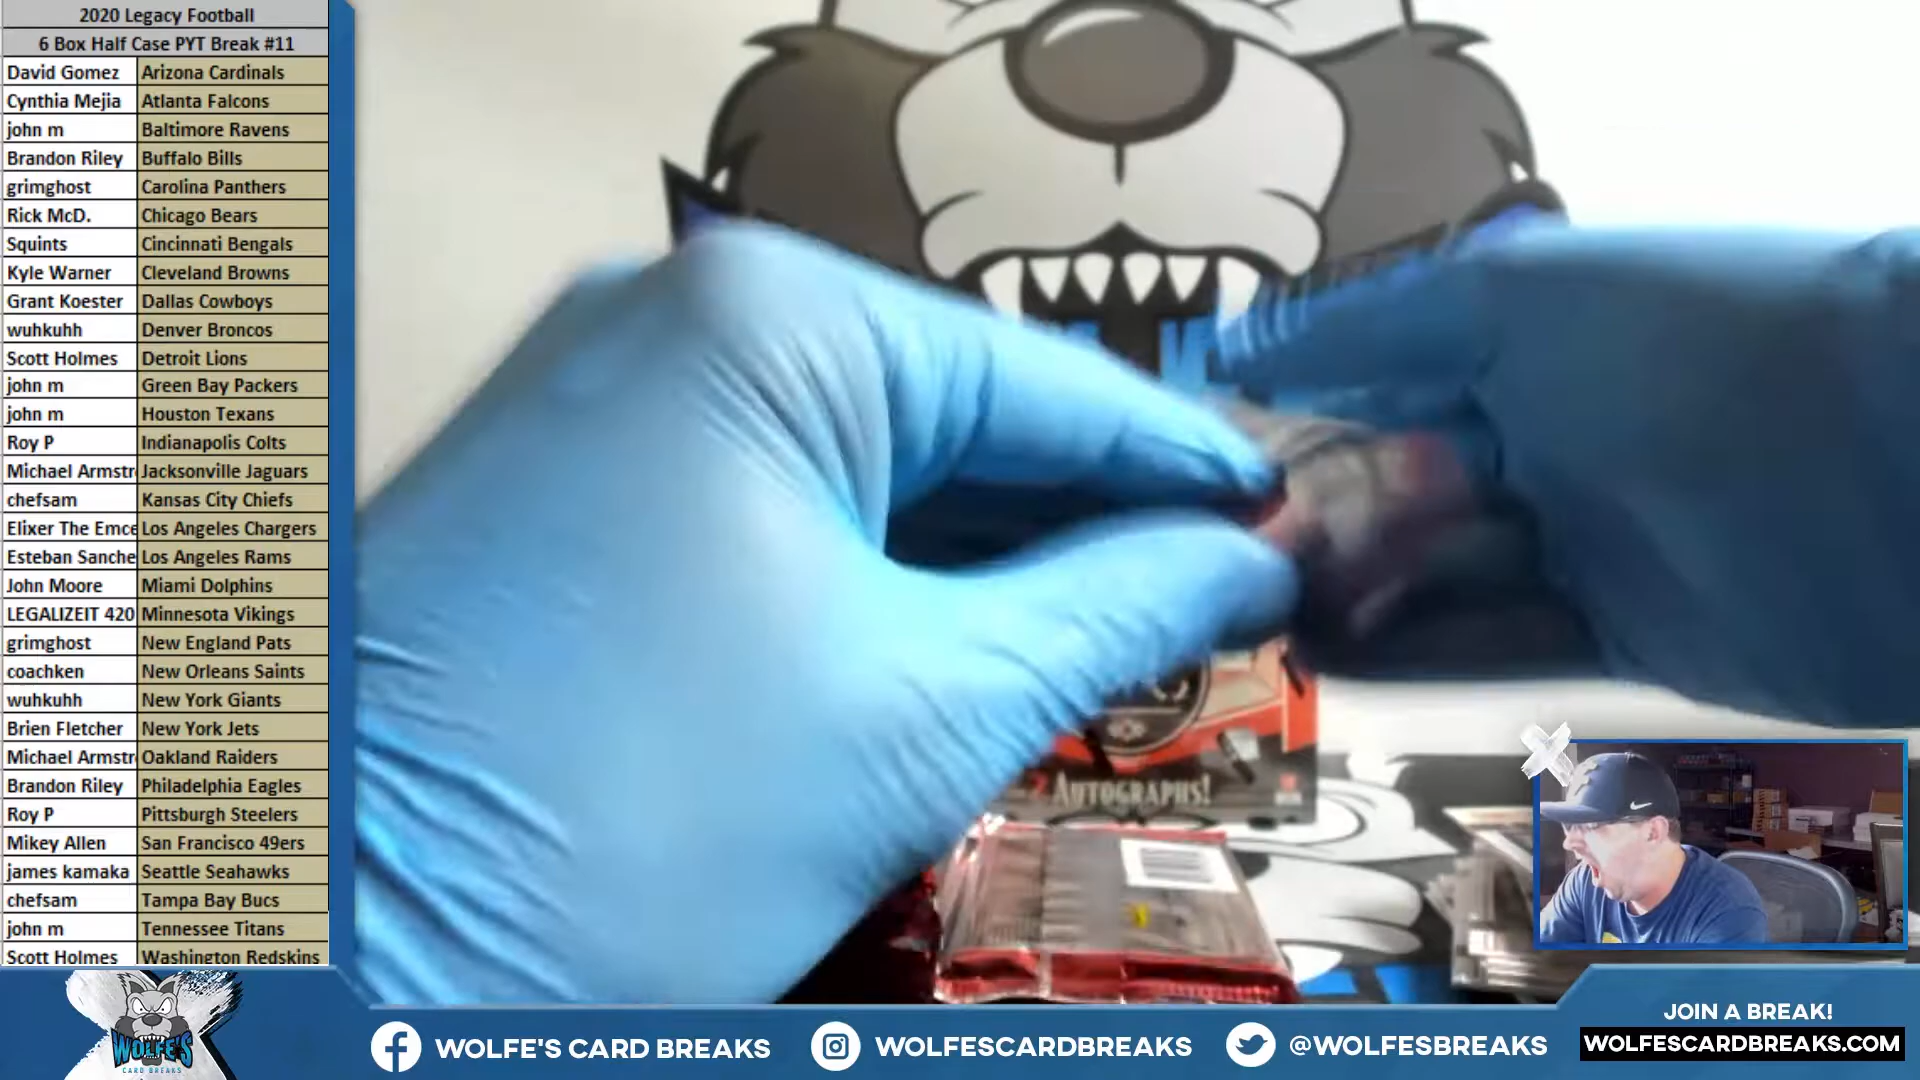 2020 Legacy Football
6 Box Half Case PYT Break #11
David Gomez Arizona Cardinals
Cynthia Mejia Atlanta Falcons
john m Baltimore Ravens
Brandon Riley Buffalo Bills
grimghost Carolina Panthers
Rick McD. Chicago Bears
Squints Cincinnati Bengals
Kyle Warner Cleveland Browns
Grant Koester Dallas Cowboys
wuhkuhh Denver Broncos
Scott Holmes Detroit Lions
john m Green Bay Packers
john m Houston Texans
Roy P Indianapolis Colts
Michael Armstr Jacksonville Jaguars
chefsam Kansas City Chiefs
Elixer The Emce Los Angeles Chargers
Esteban Sanche Los Angeles Rams
John Moore Miami Dolphins
LEGALIZEIT 420 Minnesota Vikings
grimghost New England Pats
coachken New Orleans Saints
wuhkuhh New York Giants
Brien Fletcher New York Jets
Michael Armstr Oakland Raiders
Brandon Riley Philadelphia Eagles
Roy P Pittsburgh Steelers
Mikey Allen San Francisco 49ers
james kamaka Seattle Seahawks
chefsam Tampa Bay Bucs
john m Tennessee Titans
Scott Holmes Washington Redskins
2 AUTOGRAPHS!
WOLFE'S
CARD BREAKS
WOLFE'S CARD BREAKS
WOLFESCARDBREAKS
@WOLFESBREAKS
JOIN A BREAK!
WOLFESCARDBREAKS.COM